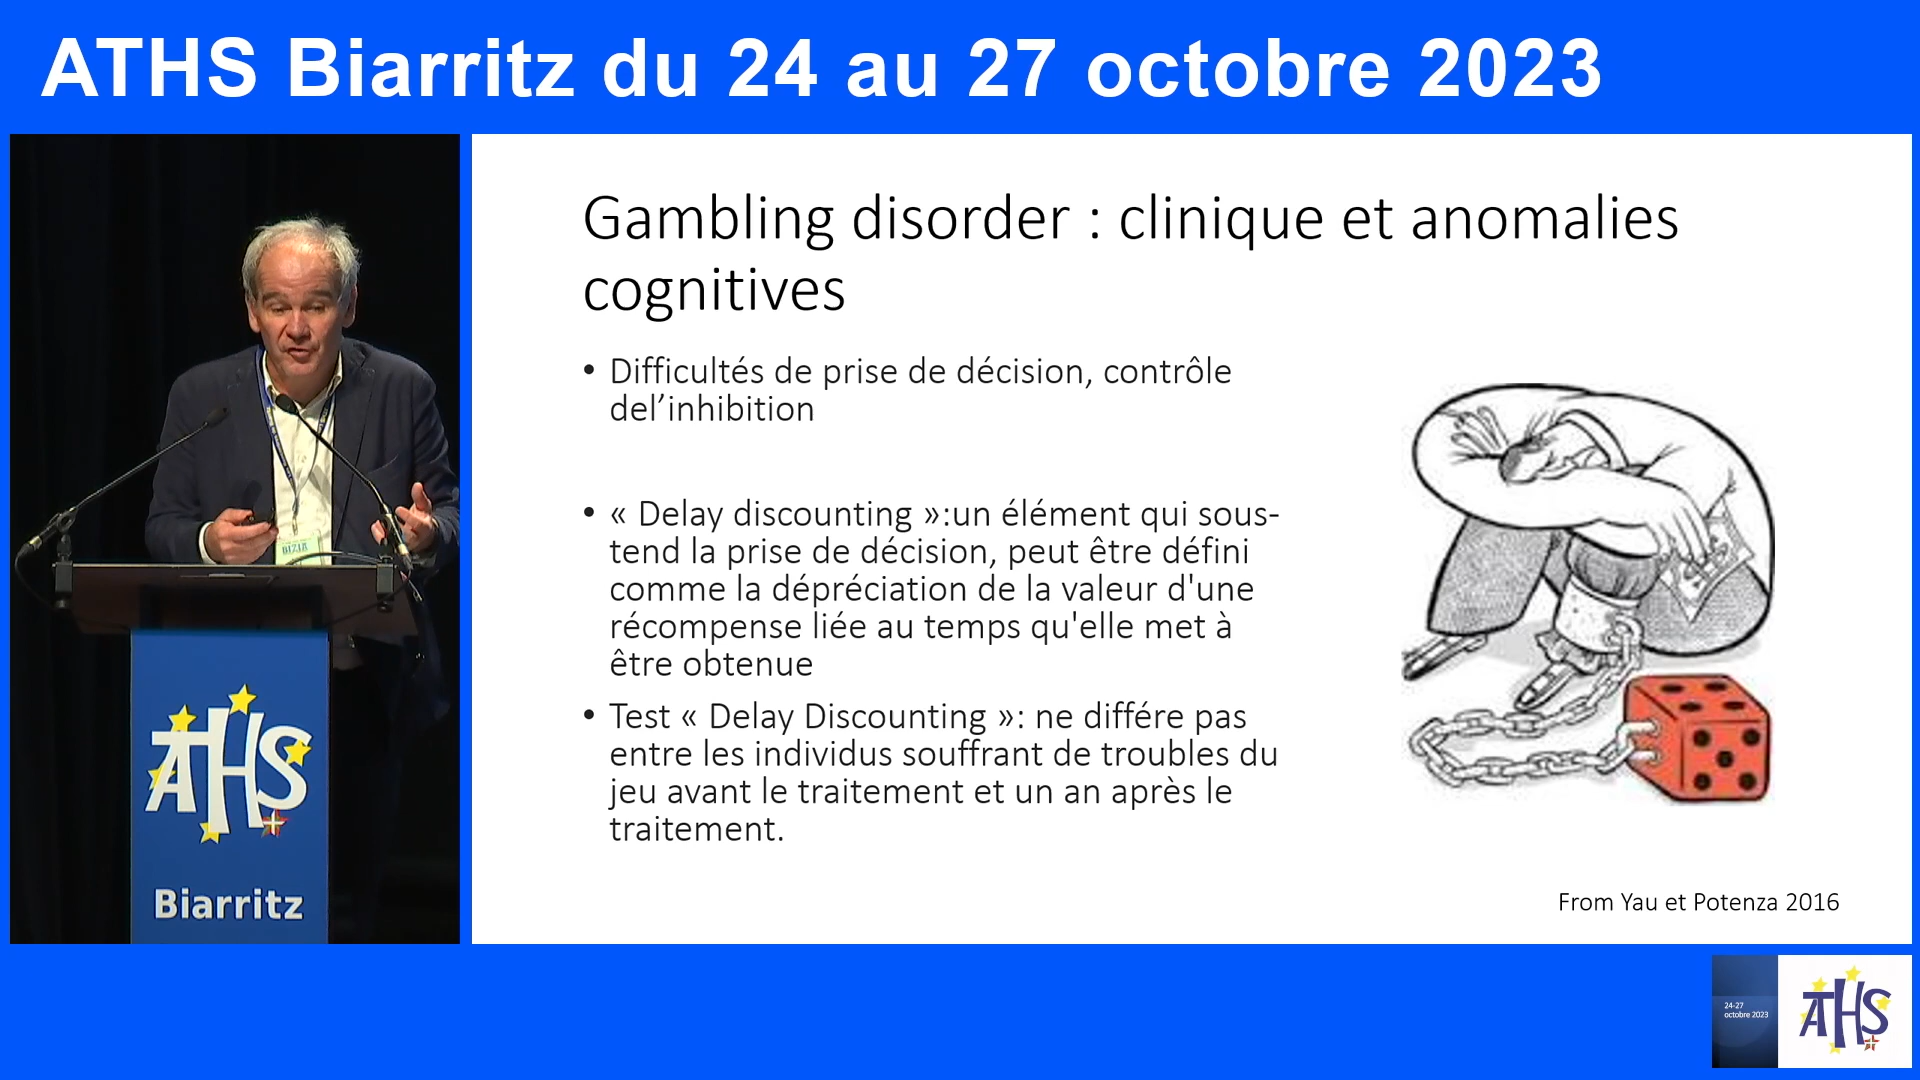 ATHS Biarritz du 24 au 27 octobre 2023
Gambling disorder : clinique et anomalies
cognitives
• Difficultés de prise de décision, contrôle
del’inhibition
• « Delay discounting »:un élément qui sous-
tend la prise de décision, peut être défini
comme la dépréciation de la valeur d'une
récompense liée au temps qu'elle met à
être obtenue
• Test « Delay Discounting »: ne différe pas
entre les individus souffrant de troubles du
jeu avant le traitement et un an après le
traitement.
From Yau et Potenza 2016
BIZIA
ATHS
Biarritz
24-27
octobre 2023
ATHS